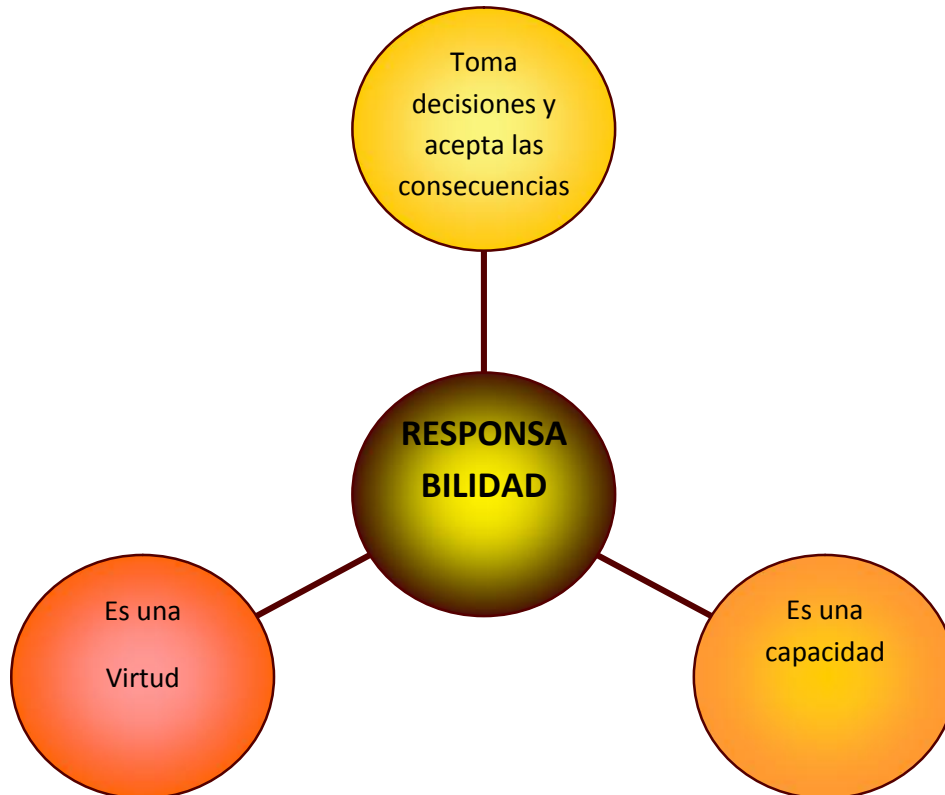 Toma
decisiones y
acepta las
consecuencias
RESPONSA
BILIDAD
Es una
Virtud
Es una
capacidad